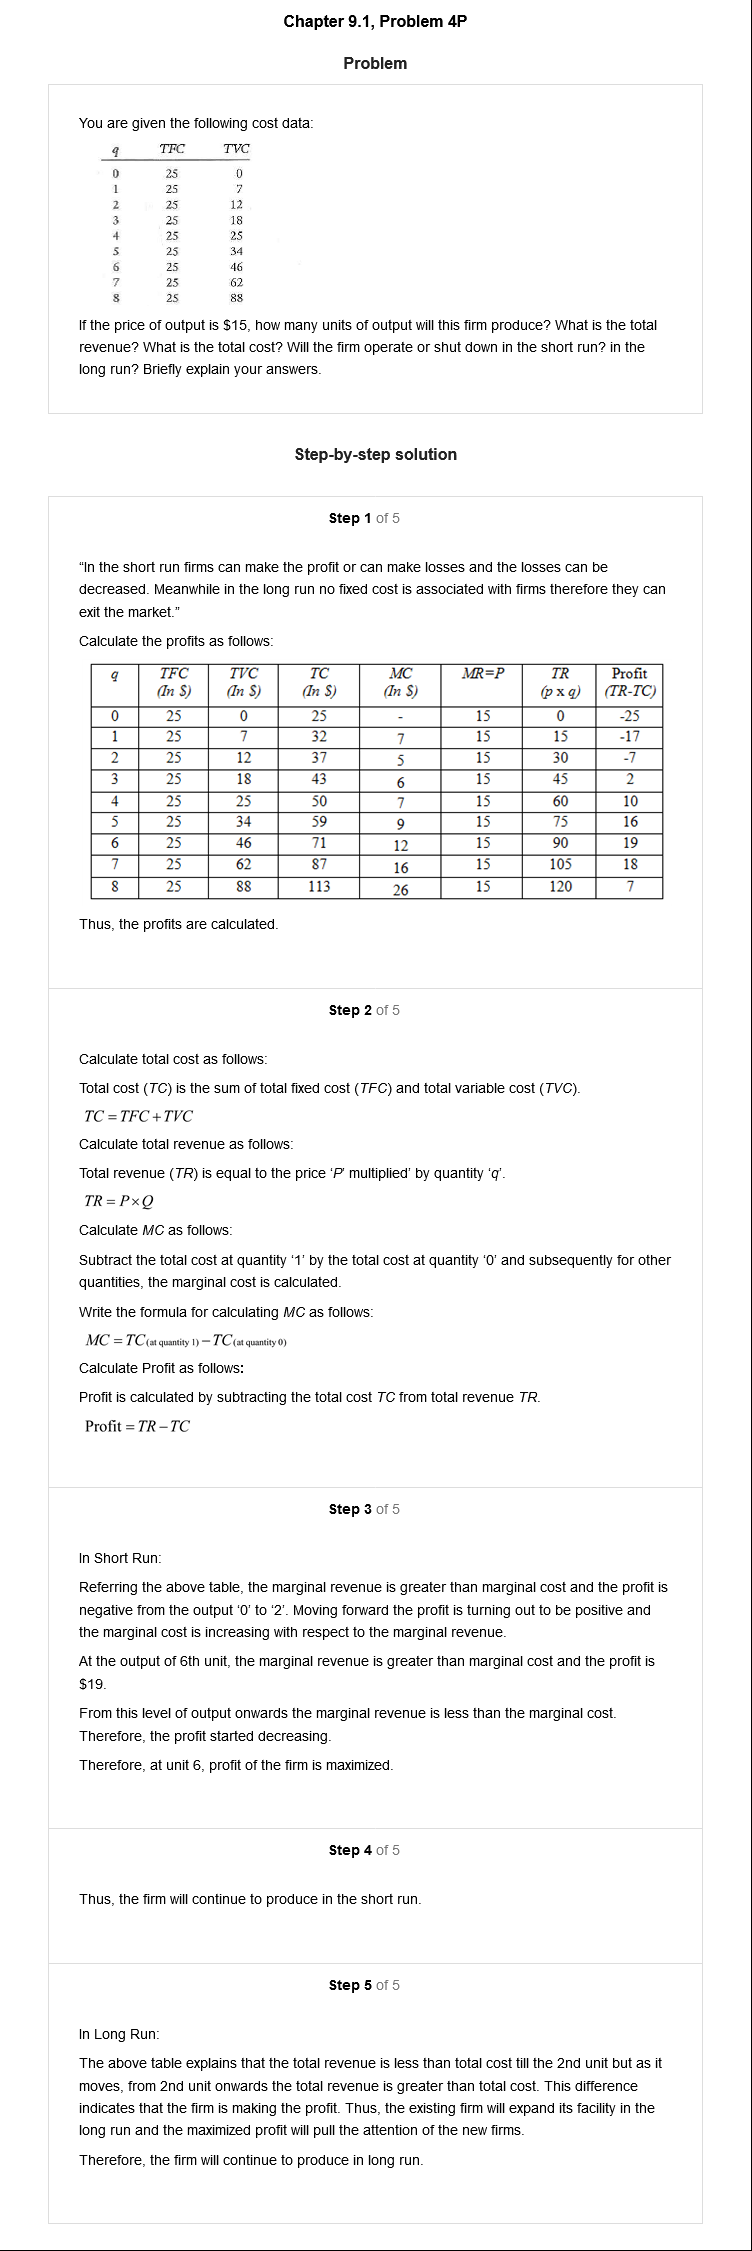 Chapter 9.1, Problem 4P
Problem
You are given the following cost data:
q TFC TVC
0 25 0
1 25 7
2 25 12
3 25 18
4 25 25
5 25 34
6 25 46
7 25 62
8 25 88
If the price of output is $15, how many units of output will this firm produce? What is the total
revenue? What is the total cost? Will the firm operate or shut down in the short run? in the
long run? Briefly explain your answers.
Step-by-step solution
Step 1 of 5
“In the short run firms can make the profit or can make losses and the losses can be
decreased. Meanwhile in the long run no fixed cost is associated with firms therefore they can
exit the market.”
Calculate the profits as follows:
q TFC TVC TC MC MR=P TR Profit
(In $) (In $) (In $) (In $) (p x q) (TR-TC)
0 25 0 25 - 15 0 -25
1 25 7 32 7 15 15 -17
2 25 12 37 5 15 30 -7
3 25 18 43 6 15 45 2
4 25 25 50 7 15 60 10
5 25 34 59 9 15 75 16
6 25 46 71 12 15 90 19
7 25 62 87 16 15 105 18
8 25 88 113 26 15 120 7
Thus, the profits are calculated.
Step 2 of 5
Calculate total cost as follows:
Total cost (TC) is the sum of total fixed cost (TFC) and total variable cost (TVC).
TC = TFC + TVC
Calculate total revenue as follows:
Total revenue (TR) is equal to the price ‘P’ multiplied’ by quantity ‘q’.
TR = P×Q
Calculate MC as follows:
Subtract the total cost at quantity ‘1’ by the total cost at quantity ‘0’ and subsequently for other
quantities, the marginal cost is calculated.
Write the formula for calculating MC as follows:
MC = TC(at quantity 1) − TC(at quantity 0)
Calculate Profit as follows:
Profit is calculated by subtracting the total cost TC from total revenue TR.
Profit = TR − TC
Step 3 of 5
In Short Run:
Referring the above table, the marginal revenue is greater than marginal cost and the profit is
negative from the output ‘0’ to ‘2’. Moving forward the profit is turning out to be positive and
the marginal cost is increasing with respect to the marginal revenue.
At the output of 6th unit, the marginal revenue is greater than marginal cost and the profit is
$19.
From this level of output onwards the marginal revenue is less than the marginal cost.
Therefore, the profit started decreasing.
Therefore, at unit 6, profit of the firm is maximized.
Step 4 of 5
Thus, the firm will continue to produce in the short run.
Step 5 of 5
In Long Run:
The above table explains that the total revenue is less than total cost till the 2nd unit but as it
moves, from 2nd unit onwards the total revenue is greater than total cost. This difference
indicates that the firm is making the profit. Thus, the existing firm will expand its facility in the
long run and the maximized profit will pull the attention of the new firms.
Therefore, the firm will continue to produce in long run.